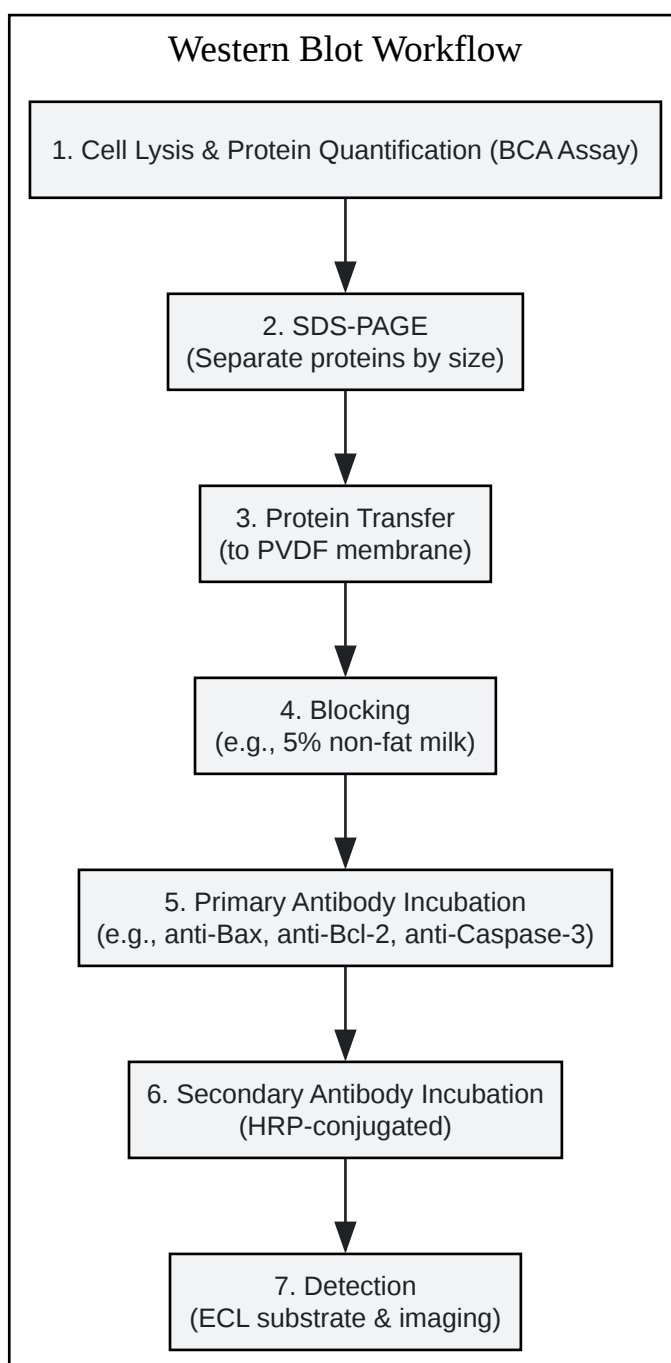 Western Blot Workflow
1. Cell Lysis & Protein Quantification (BCA Assay)
2. SDS-PAGE
(Separate proteins by size)
3. Protein Transfer
(to PVDF membrane)
4. Blocking
(e.g., 5% non-fat milk)
5. Primary Antibody Incubation
(e.g., anti-Bax, anti-Bcl-2, anti-Caspase-3)
6. Secondary Antibody Incubation
(HRP-conjugated)
7. Detection
(ECL substrate & imaging)